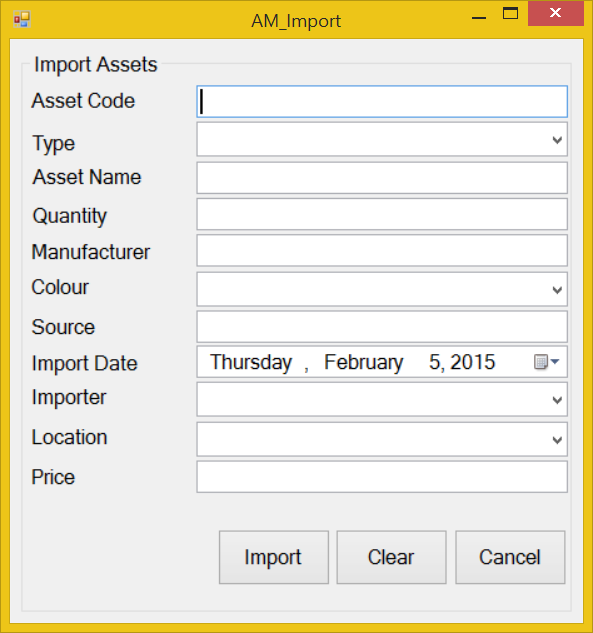 AM_Import
Import Assets
Asset Code
Type
Asset Name
Quantity
Manufacturer
Colour
Source
Import Date Thursday , February 5, 2015
Importer
Location
Price
Import Clear Cancel